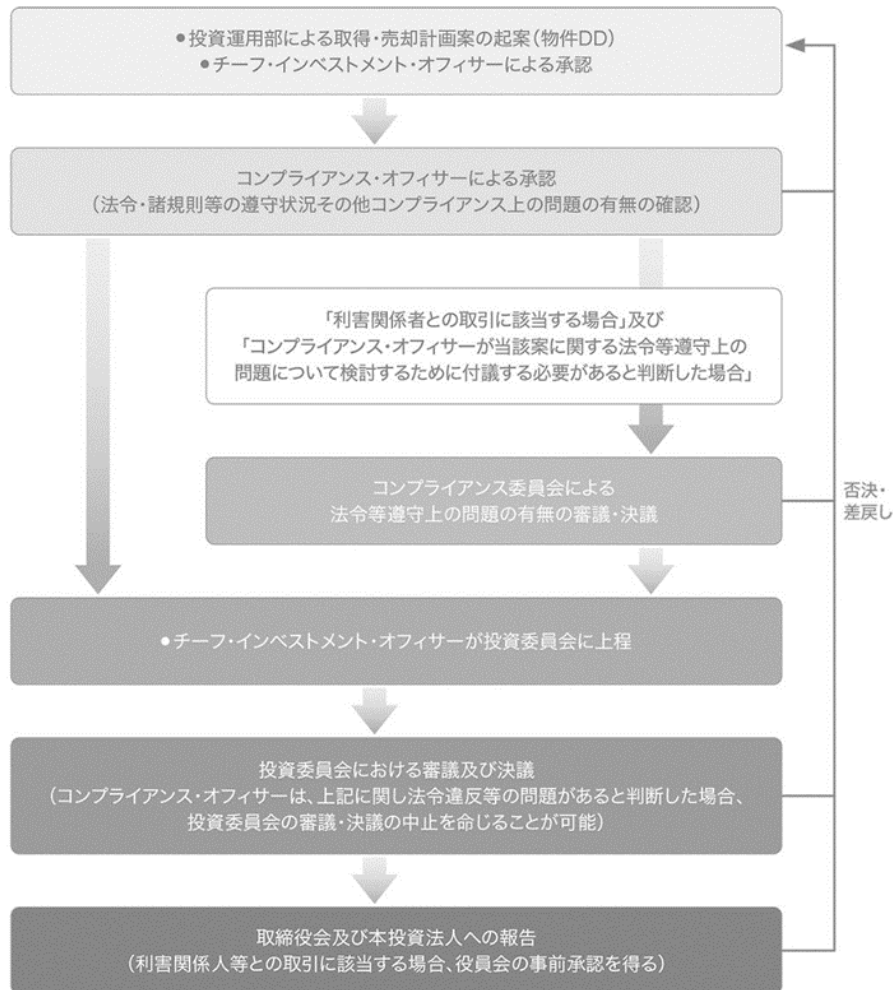 ●投資運用部による取得・売却計画案の起案(物件DD)
●チーフ・インベストメント・オフィサーによる承認
コンプライアンス・オフィサーによる承認
(法令・諸規則等の遵守状況その他コンプライアンス上の問題の有無の確認)
「利害関係者との取引に該当する場合」及び
「コンプライアンス・オフィサーが当該案に関する法令等遵守上の
問題について検討するために付議する必要があると判断した場合」
コンプライアンス委員会による
法令等遵守上の問題の有無の審議・決議
否決・
差戻し
●チーフ・インベストメント・オフィサーが投資委員会に上程
投資委員会における審議及び決議
(コンプライアンス・オフィサーは、上記に関し法令違反等の問題があると判断した場合、
投資委員会の審議・決議の中止を命じることが可能)
取締役会及び本投資法人への報告
(利害関係人等との取引に該当する場合、役員会の事前承認を得る)